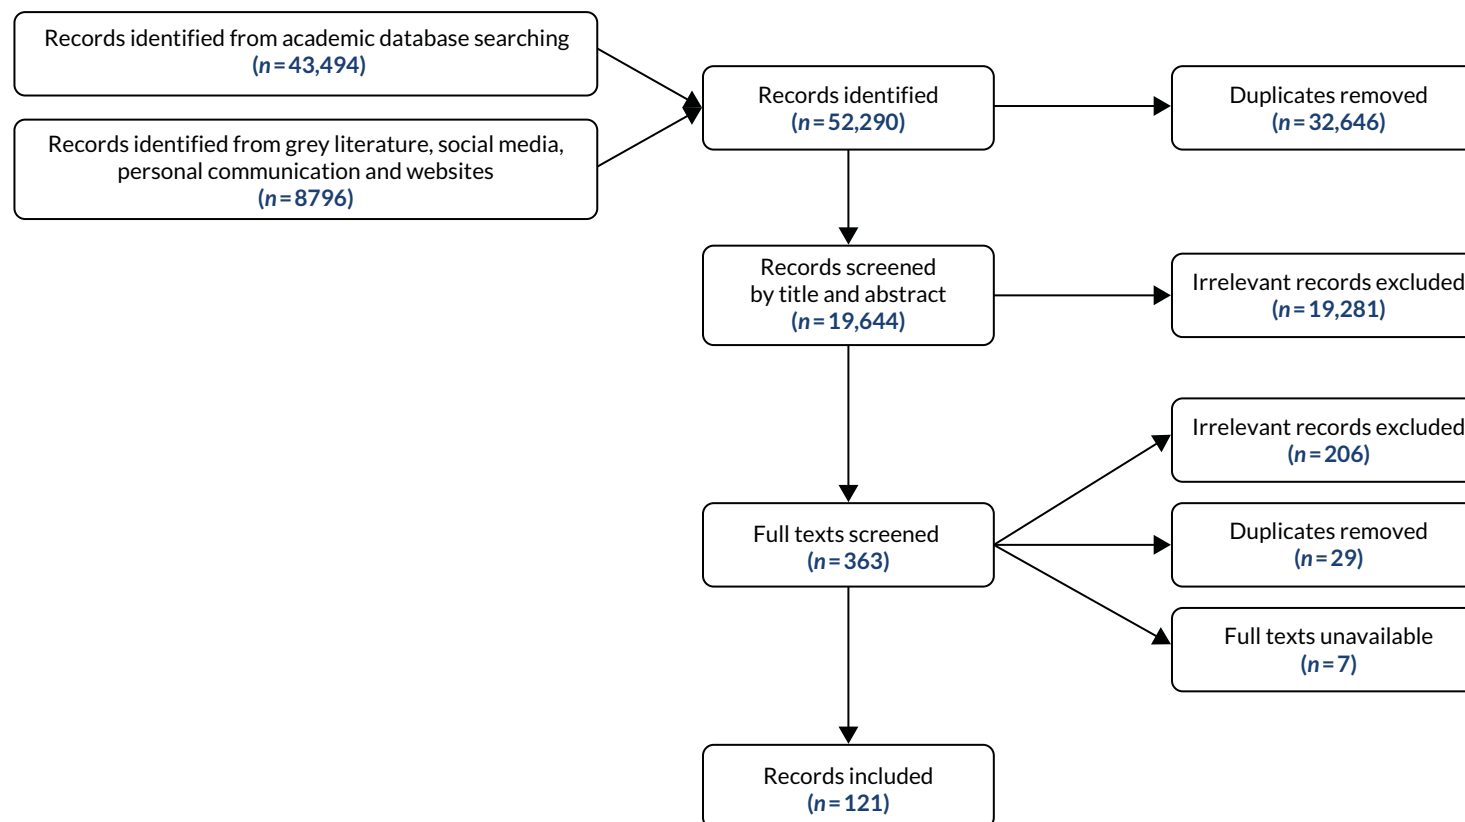 Records identified from academic database searching
(n=43,494)
Records identified from grey literature, social media,
personal communication and websites
(n=8796)
Records identified
(n=52,290)
Duplicates removed
(n=32,646)
Records screened
by title and abstract
(n=19,644)
Irrelevant records excluded
(n=19,281)
Irrelevant records excluded
(n=206)
Full texts screened
(n=363)
Duplicates removed
(n=29)
Full texts unavailable
(n=7)
Records included
(n=121)